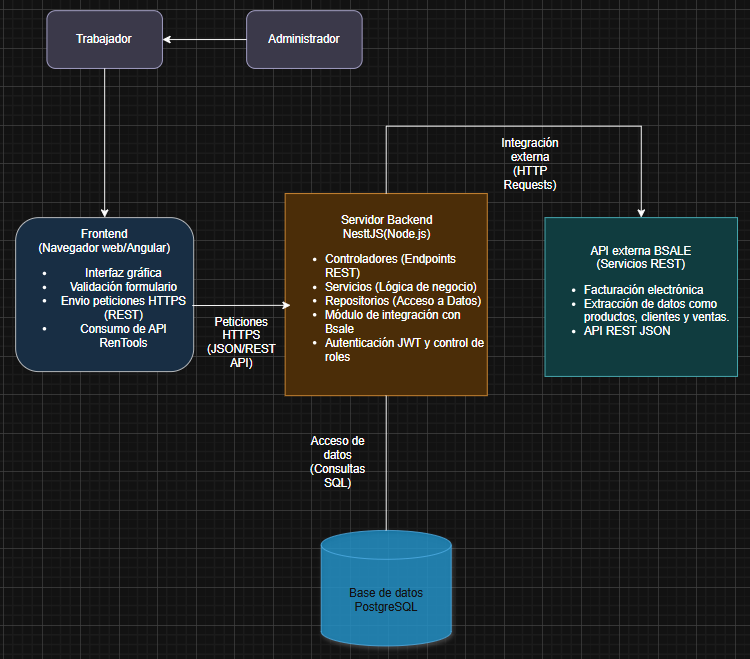 Trabajador
Administrador
Integración
externa
(HTTP
Requests)
Frontend
(Navegador web/Angular)
• Interfaz gráfica
• Validación formulario
• Envio peticiones HTTPS
(REST)
• Consumo de API
RenTools
Peticiones
HTTPS
(JSON/REST
API)
Servidor Backend
NesttJS(Node.js)
• Controladores (Endpoints
REST)
• Servicios (Lógica de negocio)
• Repositorios (Acceso a Datos)
• Módulo de integración con
Bsale
• Autenticación JWT y control de
roles
API externa BSALE
(Servicios REST)
• Facturación electrónica
• Extracción de datos como
productos, clientes y ventas.
• API REST JSON
Acceso de
datos
(Consultas
SQL)
Base de datos
PostgreSQL